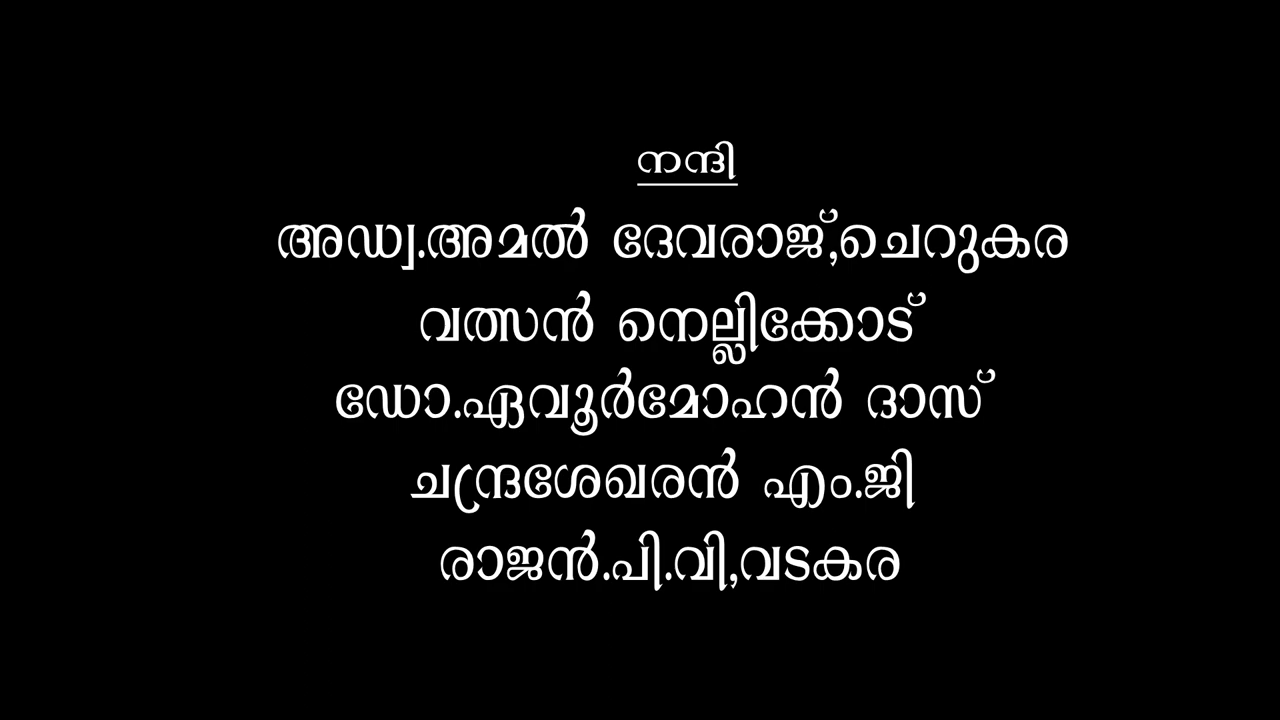 നന്ദി
അഡ്വ.അമൽ ദേവരാജ്,ചെറുകര
വത്സൻ നെല്ലിക്കോട്
ഡോ.ഏവൂർമോഹൻ ദാസ്
ചന്ദ്രശേഖരൻ എം.ജി
രാജൻ.പി.വി,വടകര